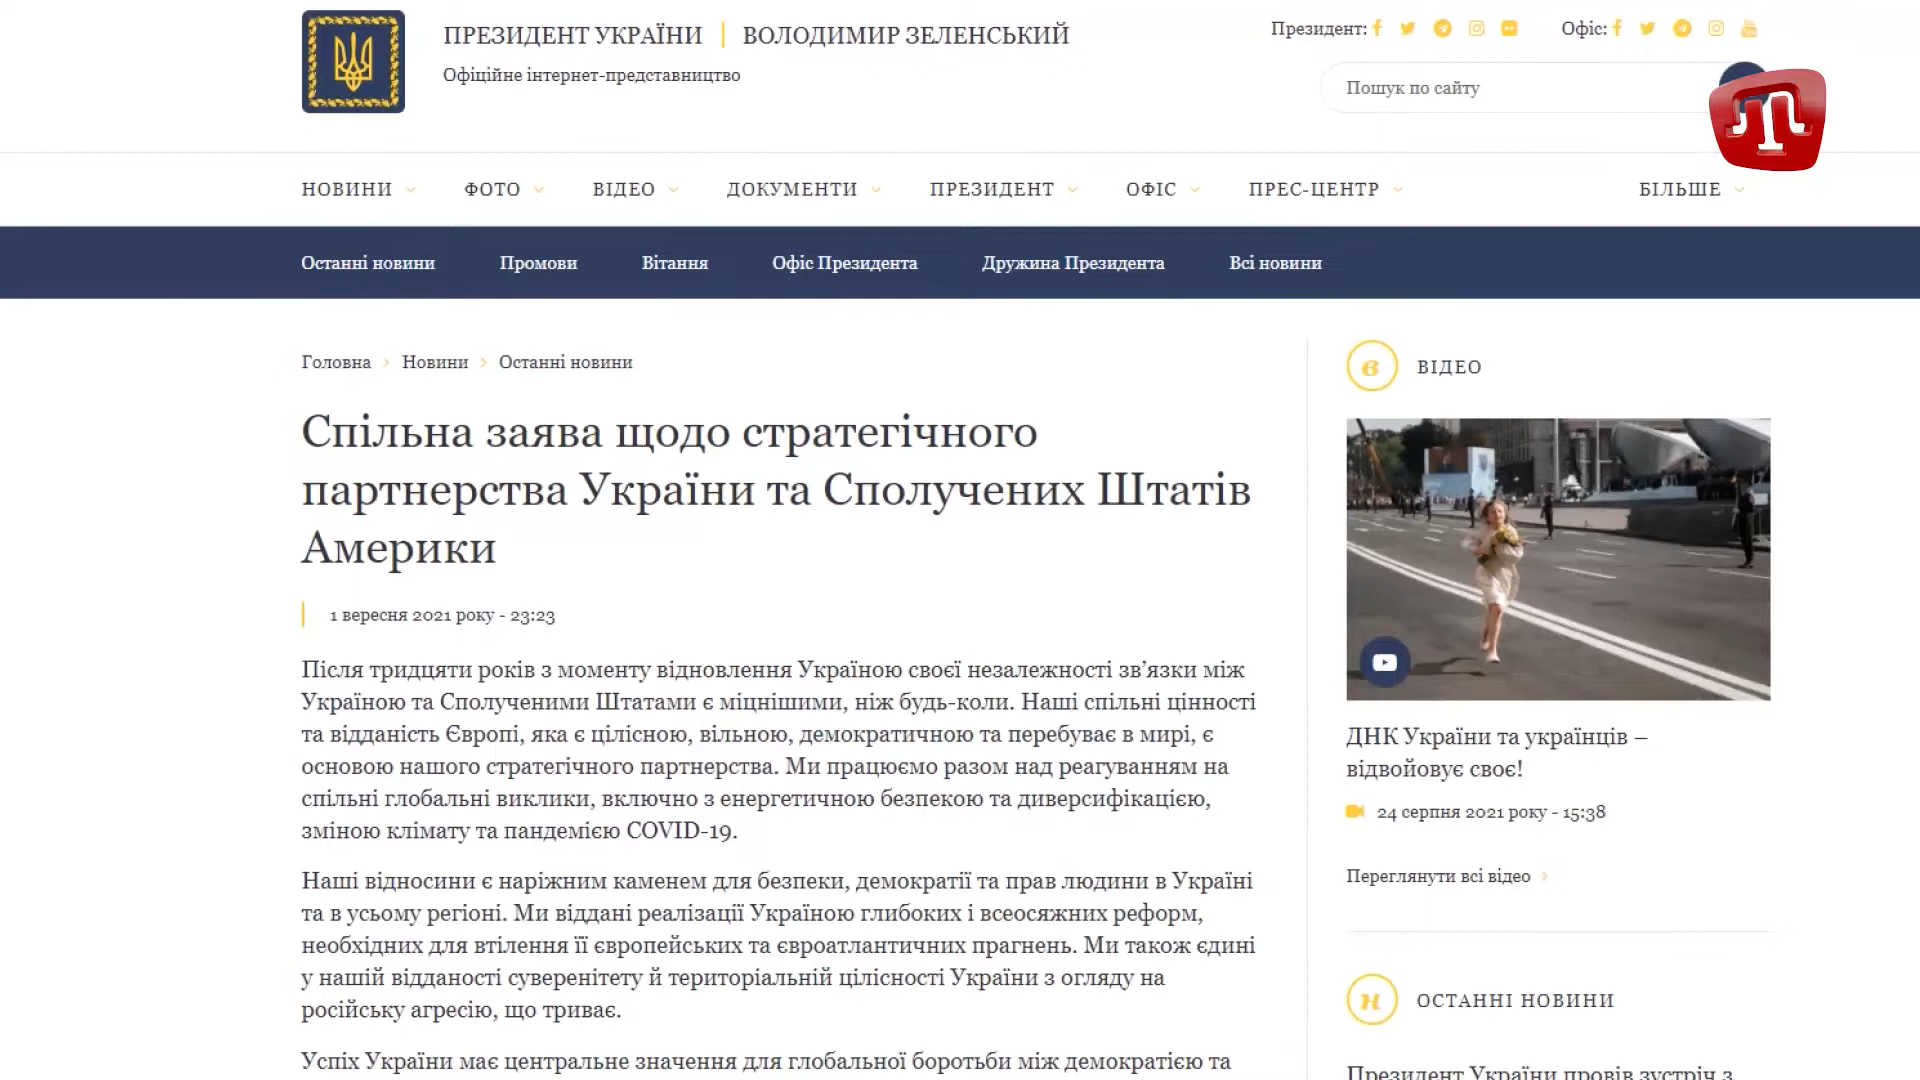 ПРЕЗИДЕНТ УКРАЇНИ | ВОЛОДИМИР ЗЕЛЕНСЬКИЙ
Офіційне інтернет-представництво
Президент:
Офіс:
Пошук по сайту
НОВИНИ ФОТО ВІДЕО ДОКУМЕНТИ ПРЕЗИДЕНТ ОФІС ПРЕС-ЦЕНТР БІЛЬШЕ
Останні новини Промови Вітання Офіс Президента Дружина Президента Всі новини
Головна > Новини > Останні новини
Спільна заява щодо стратегічного
партнерства України та Сполучених Штатів
Америки
1 вересня 2021 року - 23:23
Після тридцяти років з моменту відновлення Україною своєї незалежності зв’язки між
Україною та Сполученими Штатами є міцнішими, ніж будь-коли. Наші спільні цінності
та відданість Європі, яка є цілісною, вільною, демократичною та перебуває в мирі, є
основою нашого стратегічного партнерства. Ми працюємо разом над реагуванням на
спільні глобальні виклики, включно з енергетичною безпекою та диверсифікацією,
зміною клімату та пандемією COVID-19.
Наші відносини є наріжним каменем для безпеки, демократії та прав людини в Україні
та в усьому регіоні. Ми віддані реалізації Україною глибоких і всеосяжних реформ,
необхідних для втілення її європейських та євроатлантичних прагнень. Ми також єдині
у нашій відданості суверенітету й територіальній цілісності України з огляду на
російську агресію, що триває.
Успіх України має центральне значення для глобальної боротьби між демократією та
в ВІДЕО
ДНК України та українців –
відвойовує своє!
24 серпня 2021 року - 15:38
Переглянути всі відео >
н ОСТАННІ НОВИНИ
Президент України провів зустріч з